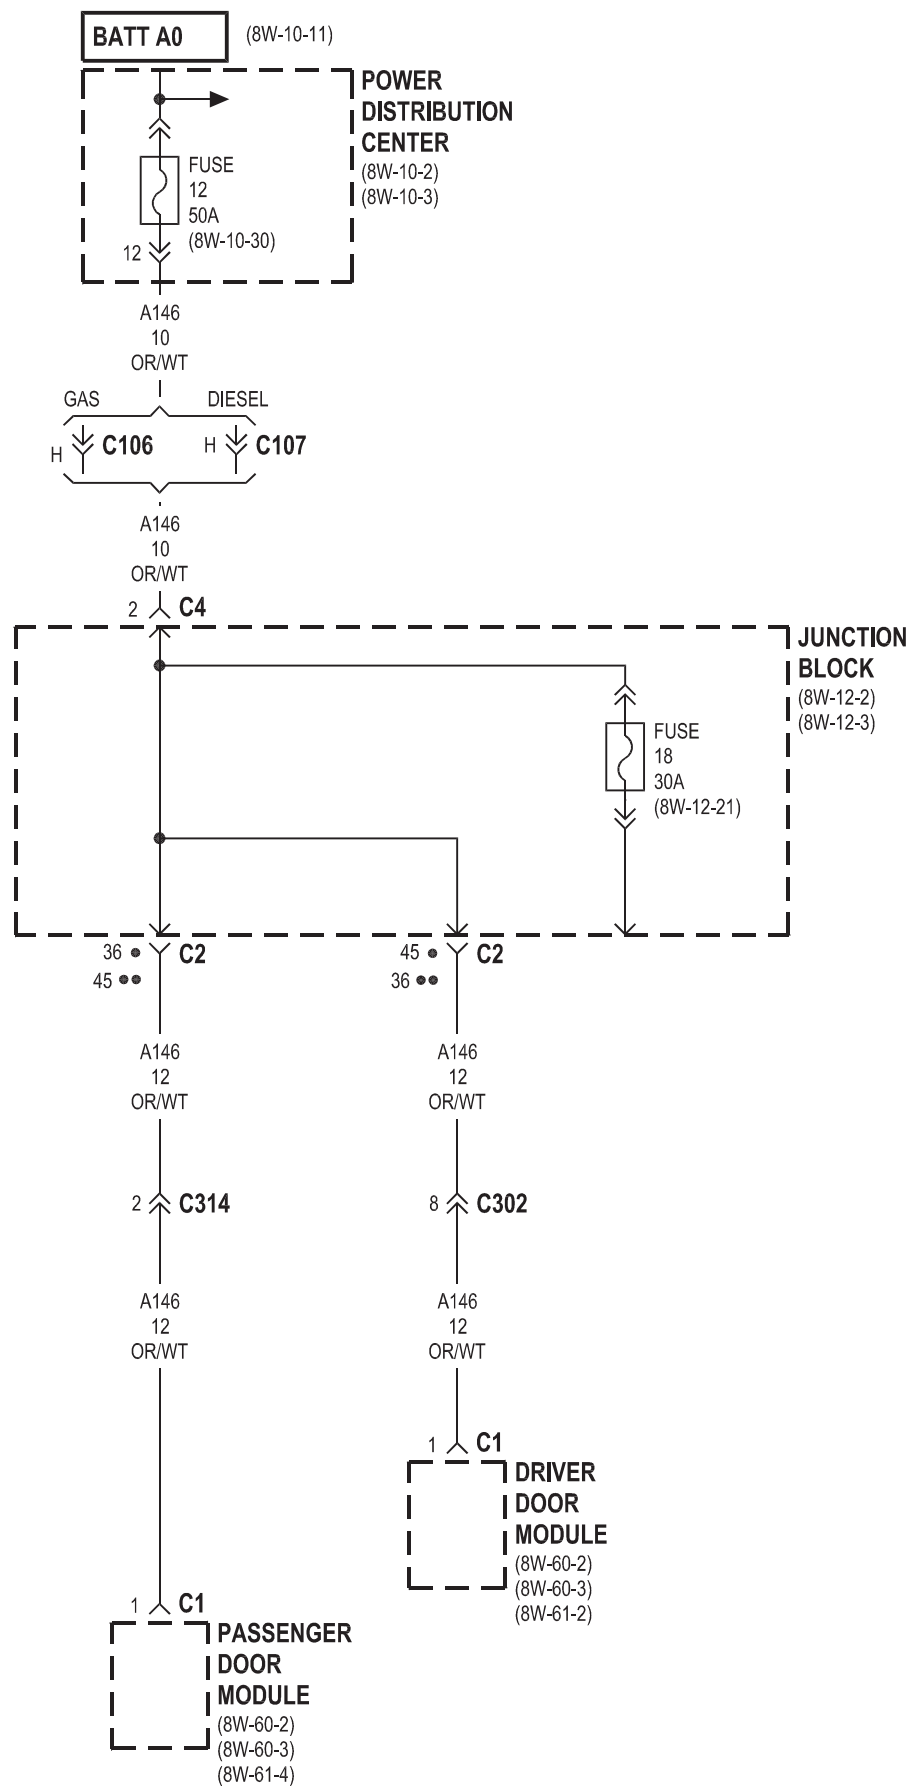 BATT A0
(8W-10-11)
POWER
DISTRIBUTION
CENTER
(8W-10-2)
(8W-10-3)
FUSE
12
50A
(8W-10-30)
12
A146
10
OR/WT
GAS
DIESEL
H
C106
H
C107
A146
10
OR/WT
2
C4
JUNCTION
BLOCK
(8W-12-2)
(8W-12-3)
FUSE
18
30A
(8W-12-21)
36 ●
C2
45 ●●
45 ●
C2
36 ●●
A146
12
OR/WT
A146
12
OR/WT
2
C314
8
C302
A146
12
OR/WT
A146
12
OR/WT
1
C1
DRIVER
DOOR
MODULE
(8W-60-2)
(8W-60-3)
(8W-61-2)
1
C1
PASSENGER
DOOR
MODULE
(8W-60-2)
(8W-60-3)
(8W-61-4)